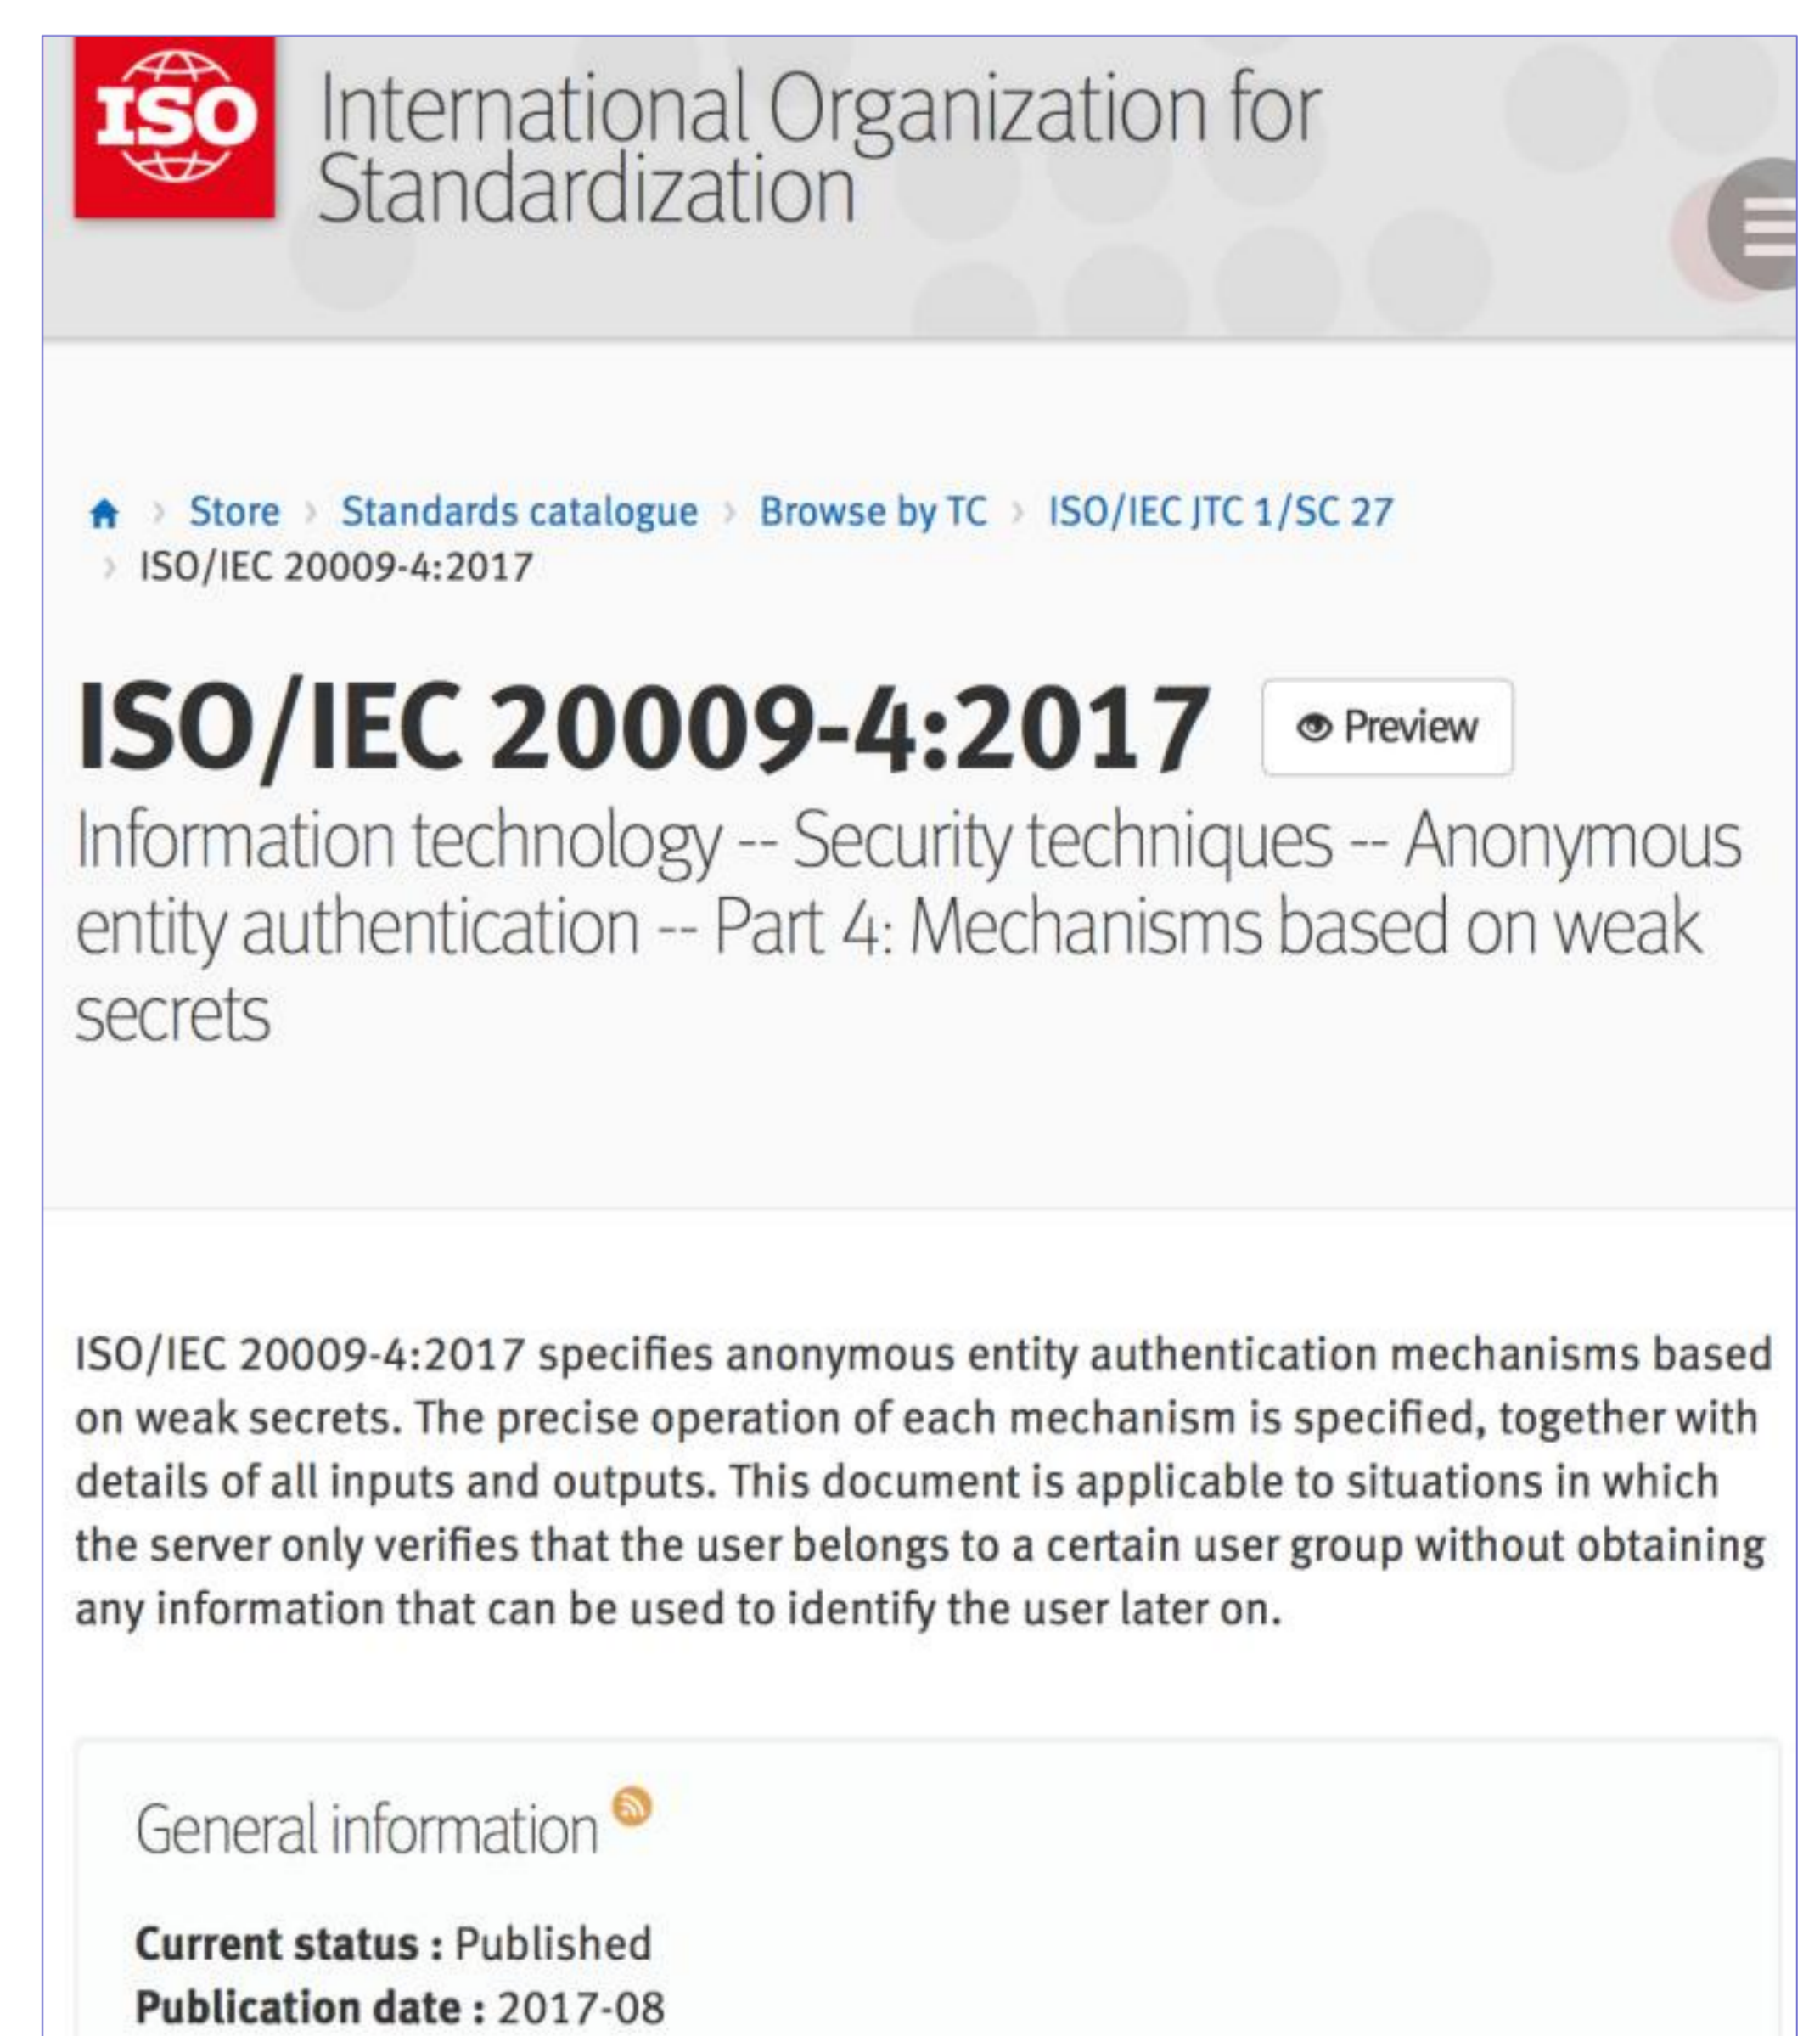 ISO
International Organization for
Standardization
> Store > Standards catalogue > Browse by TC > ISO/IEC JTC 1/SC 27
> ISO/IEC 20009-4:2017
ISO/IEC 20009-4:2017 Preview
Information technology -- Security techniques -- Anonymous
entity authentication -- Part 4: Mechanisms based on weak
secrets
ISO/IEC 20009-4:2017 specifies anonymous entity authentication mechanisms based
on weak secrets. The precise operation of each mechanism is specified, together with
details of all inputs and outputs. This document is applicable to situations in which
the server only verifies that the user belongs to a certain user group without obtaining
any information that can be used to identify the user later on.
General information
Current status : Published
Publication date : 2017-08